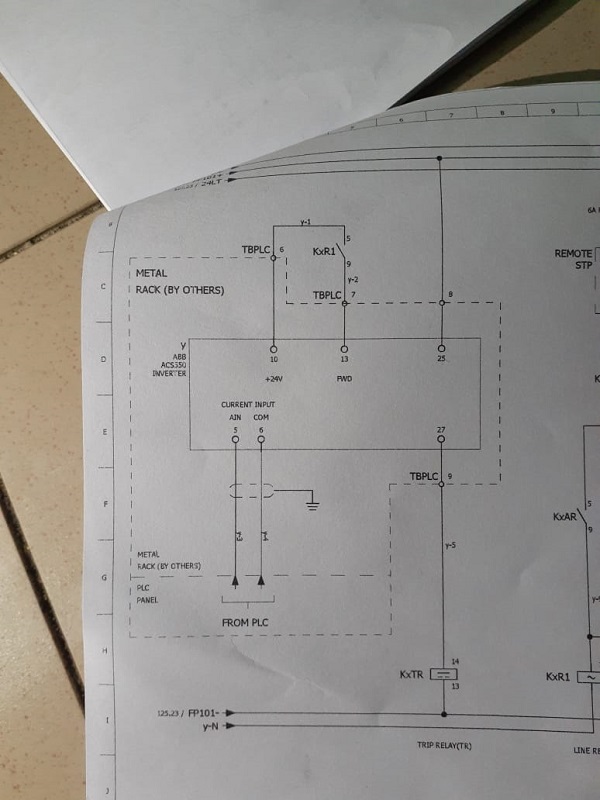 6
7
8
9
/ 24LT
6A
y-1
TBPLC 6
KxR1
5
9
REMOTE
STP
METAL
RACK (BY OTHERS)
C
y-2
TBPLC 7
8
y
ABB
ACS350
INVERTER
D
10
13
25
+24V
FWD
CURRENT INPUT
AIN COM
E
5
6
27
TBPLC 9
F
KxAR
5
9
y-5
METAL
RACK (BY OTHERS)
G
PLC
PANEL
FROM PLC
H
KxTR
14
13
KxR1
I
125.23 / FP101-
y-N
TRIP RELAY(TR)
LINE RE
J